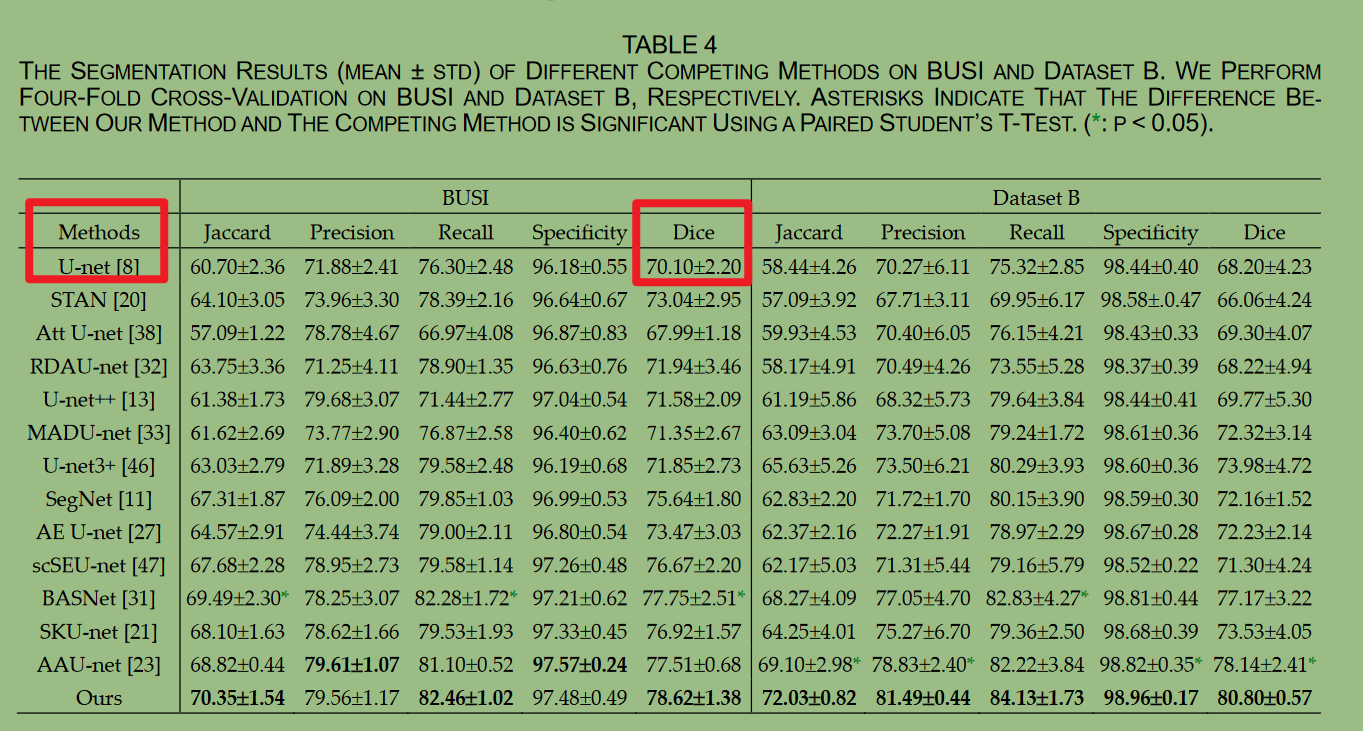 TABLE 4
THE SEGMENTATION RESULTS (MEAN ± STD) OF DIFFERENT COMPETING METHODS ON BUSI AND DATASET B. WE PERFORM
FOUR-FOLD CROSS-VALIDATION ON BUSI AND DATASET B, RESPECTIVELY. ASTERISKS INDICATE THAT THE DIFFERENCE BE-
TWEEN OUR METHOD AND THE COMPETING METHOD IS SIGNIFICANT USING A PAIRED STUDENT'S T-TEST. (*: P < 0.05).
BUSI Dataset B
Methods Jaccard Precision Recall Specificity Dice Jaccard Precision Recall Specificity Dice
U-net [8] 60.70±2.36 71.88±2.41 76.30±2.48 96.18±0.55 70.10±2.20 58.44±4.26 70.27±6.11 75.32±2.85 98.44±0.40 68.20±4.23
STAN [20] 64.10±3.05 73.96±3.30 78.39±2.16 96.64±0.67 73.04±2.95 57.09±3.92 67.71±3.11 69.95±6.17 98.58±.0.47 66.06±4.24
Att U-net [38] 57.09±1.22 78.78±4.67 66.97±4.08 96.87±0.83 67.99±1.18 59.93±4.53 70.40±6.05 76.15±4.21 98.43±0.33 69.30±4.07
RDAU-net [32] 63.75±3.36 71.25±4.11 78.90±1.35 96.63±0.76 71.94±3.46 58.17±4.91 70.49±4.26 73.55±5.28 98.37±0.39 68.22±4.94
U-net++ [13] 61.38±1.73 79.68±3.07 71.44±2.77 97.04±0.54 71.58±2.09 61.19±5.86 68.32±5.73 79.64±3.84 98.44±0.41 69.77±5.30
MADU-net [33] 61.62±2.69 73.77±2.90 76.87±2.58 96.40±0.62 71.35±2.67 63.09±3.04 73.70±5.08 79.24±1.72 98.61±0.36 72.32±3.14
U-net3+ [46] 63.03±2.79 71.89±3.28 79.58±2.48 96.19±0.68 71.85±2.73 65.63±5.26 73.50±6.21 80.29±3.93 98.60±0.36 73.98±4.72
SegNet [11] 67.31±1.87 76.09±2.00 79.85±1.03 96.99±0.53 75.64±1.80 62.83±2.20 71.72±1.70 80.15±3.90 98.59±0.30 72.16±1.52
AE U-net [27] 64.57±2.91 74.44±3.74 79.00±2.11 96.80±0.54 73.47±3.03 62.37±2.16 72.27±1.91 78.97±2.29 98.67±0.28 72.23±2.14
scSEU-net [47] 67.68±2.28 78.95±2.73 79.58±1.14 97.26±0.48 76.67±2.20 62.17±5.03 71.31±5.44 79.16±5.79 98.52±0.22 71.30±4.24
BASNet [31] 69.49±2.30* 78.25±3.07 82.28±1.72* 97.21±0.62 77.75±2.51* 68.27±4.09 77.05±4.70 82.83±4.27* 98.81±0.44 77.17±3.22
SKU-net [21] 68.10±1.63 78.62±1.66 79.53±1.93 97.33±0.45 76.92±1.57 64.25±4.01 75.27±6.70 79.36±2.50 98.68±0.39 73.53±4.05
AAU-net [23] 68.82±0.44 79.61±1.07 81.10±0.52 97.57±0.24 77.51±0.68 69.10±2.98* 78.83±2.40* 82.22±3.84 98.82±0.35* 78.14±2.41*
Ours 70.35±1.54 79.56±1.17 82.46±1.02 97.48±0.49 78.62±1.38 72.03±0.82 81.49±0.44 84.13±1.73 98.96±0.17 80.80±0.57